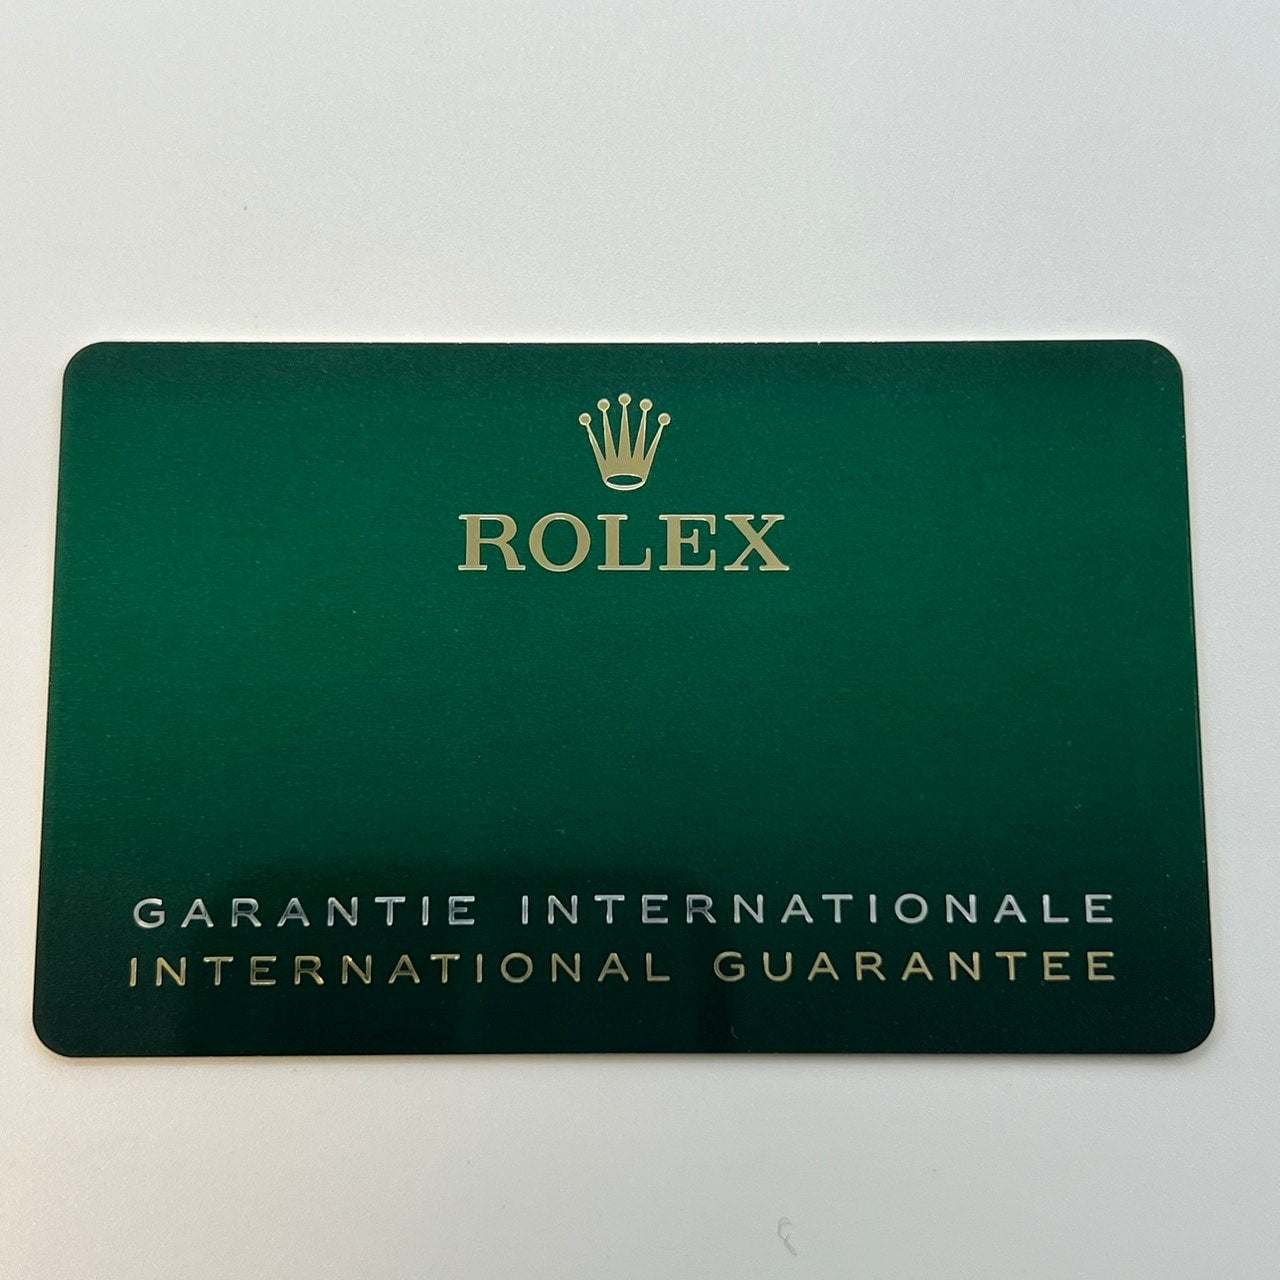 ROLEX
GARANTIE INTERNATIONALE
INTERNATIONAL GUARANTEE